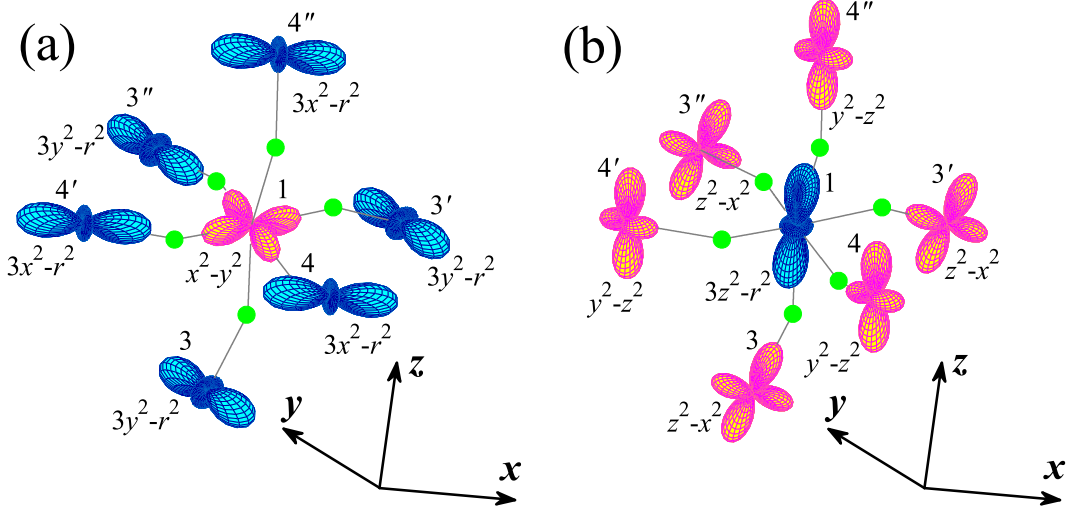 (a)
4″
3x²-r²
3″
3y²-r²
4′
3x²-r²
1
x²-y²
3′
3y²-r²
4
3x²-r²
3
3y²-r²
z
y
x
(b)
4″
y²-z²
3″
z²-x²
4′
y²-z²
1
3z²-r²
3′
z²-x²
4
y²-z²
3
z²-x²
z
y
x